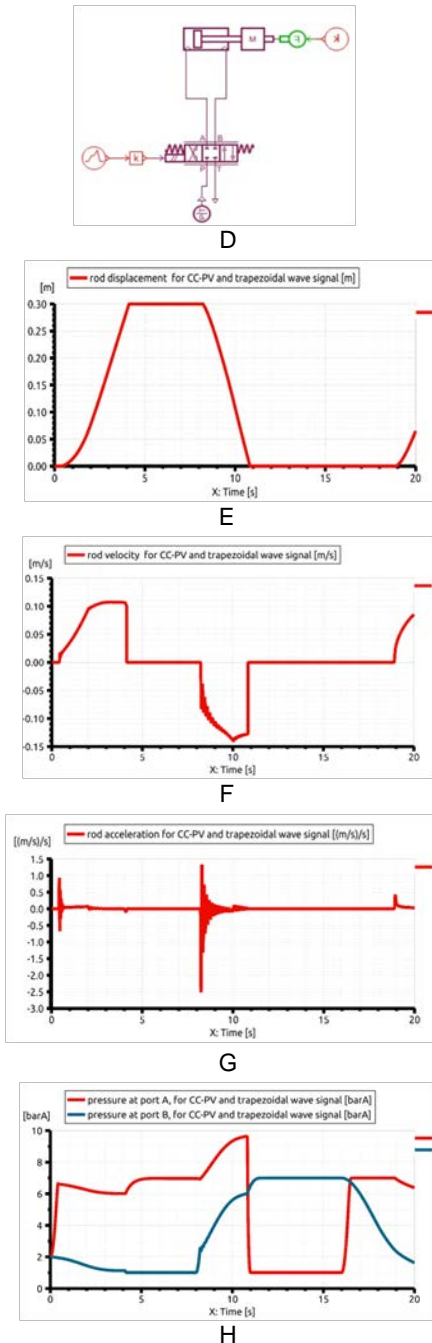 M
F
k
k
A B
P T
D
rod displacement for CC-PV and trapezoidal wave signal [m]
[m]
0.30
0.25
0.20
0.15
0.10
0.05
0.00
0 5 10 15 20
X: Time [s]
E
rod velocity for CC-PV and trapezoidal wave signal [m/s]
[m/s]
0.15
0.10
0.05
0.00
-0.05
-0.10
-0.15
0 5 10 15 20
X: Time [s]
F
rod acceleration for CC-PV and trapezoidal wave signal [(m/s)/s]
[(m/s)/s]
1.5
1.0
0.5
0.0
-0.5
-1.0
-1.5
-2.0
-2.5
-3.0
0 5 10 15 20
X: Time [s]
G
pressure at port A, for CC-PV and trapezoidal wave signal [barA]
pressure at port B, for CC-PV and trapezoidal wave signal [barA]
[barA]
10
8
6
4
2
0
0 5 10 15 20
X: Time [s]
H